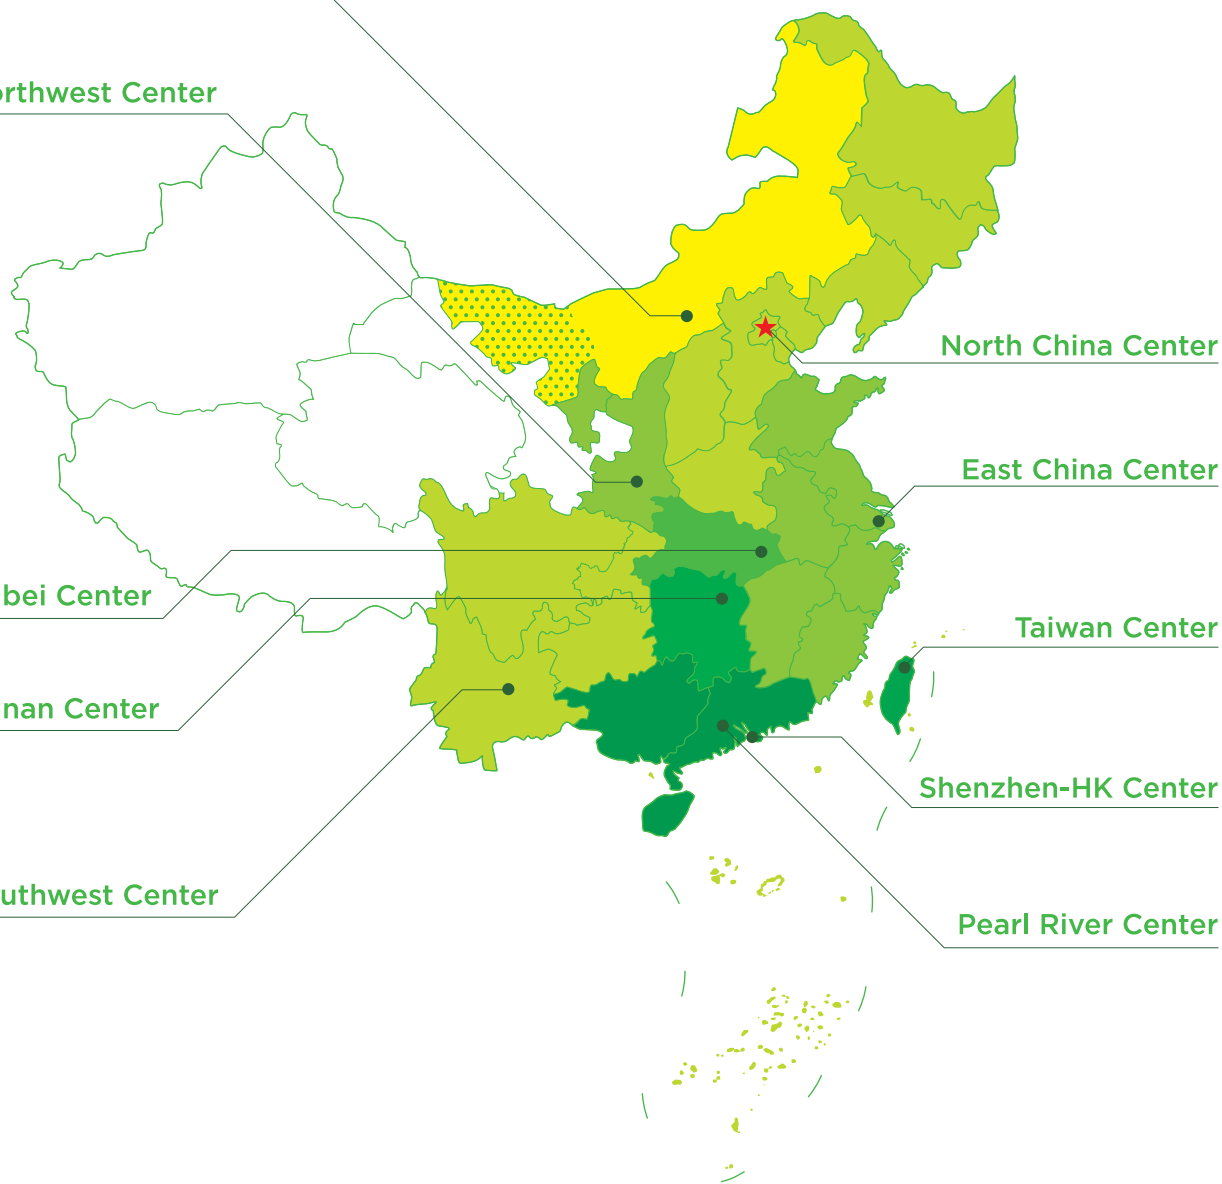 orthwest Center
North China Center
East China Center
bei Center
Taiwan Center
nan Center
Shenzhen-HK Center
uthwest Center
Pearl River Center